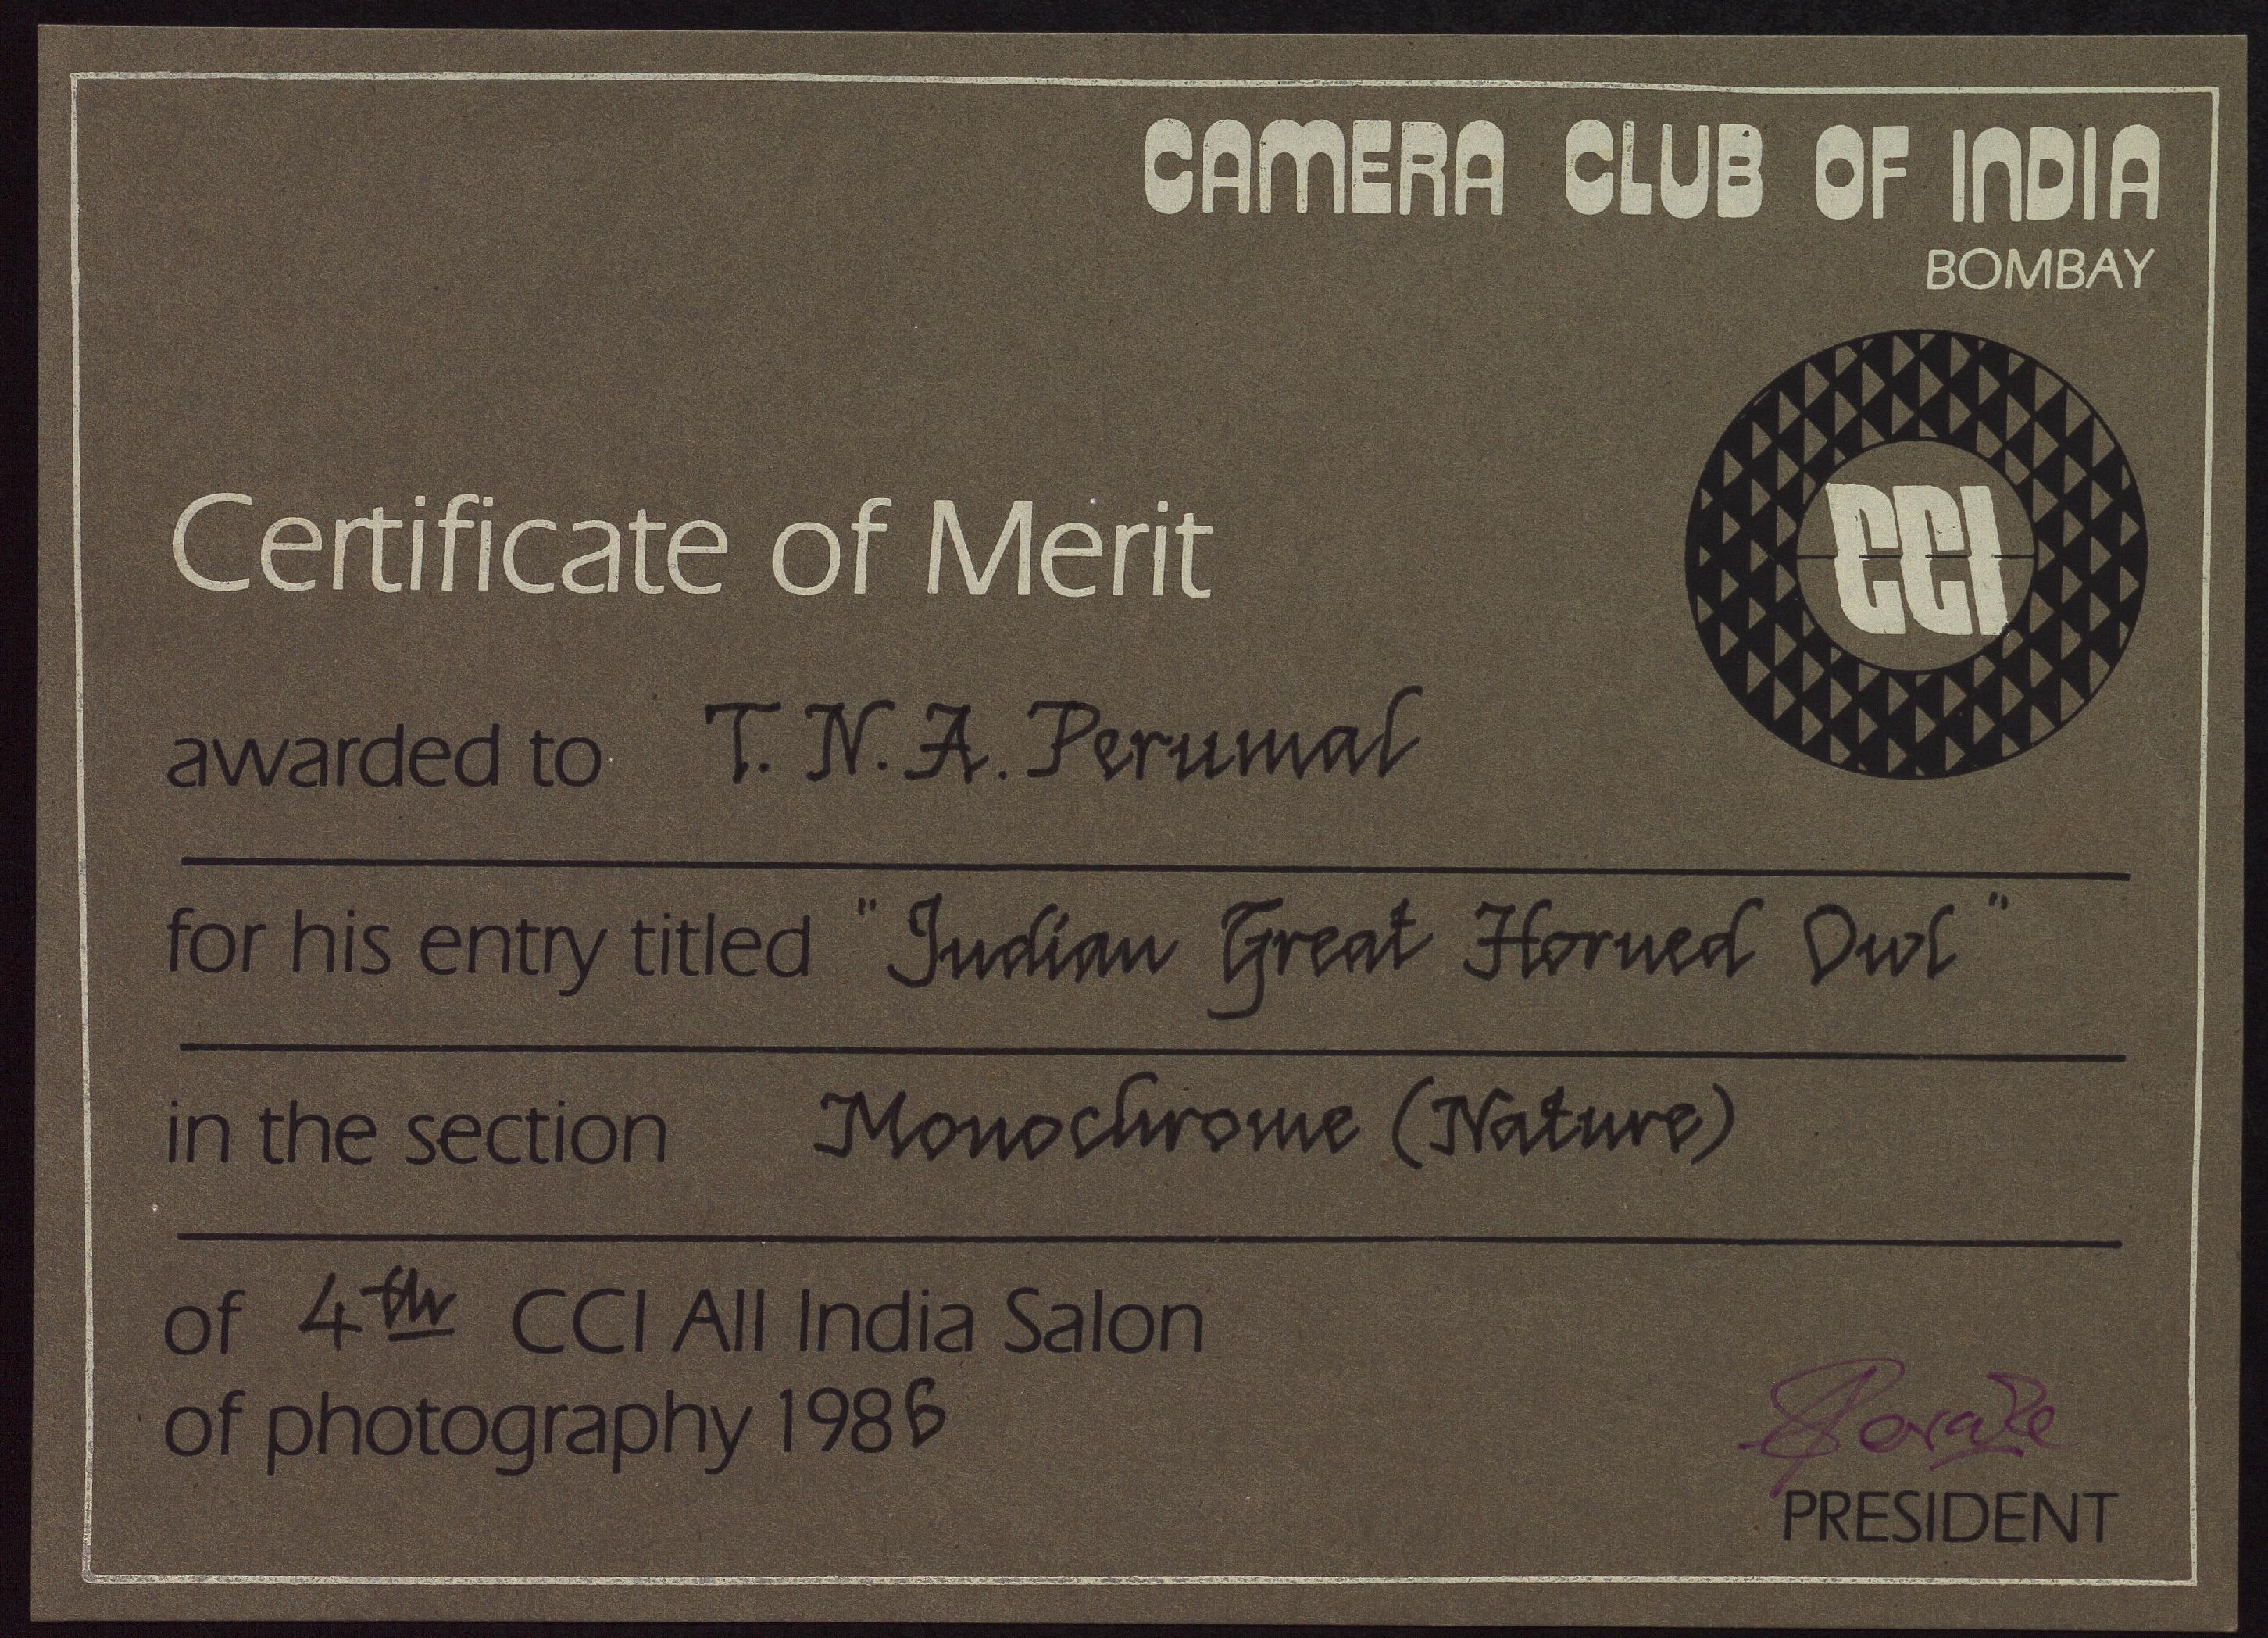 CAMERA CLUB OF INDIA
BOMBAY
CCI
Certificate of Merit
awarded to T. N. A. Perumal
for his entry titled "Indian Great Horned Owl"
in the section Monochrome (Nature)
of 4th CCI All India Salon
of photography 1986
PRESIDENT